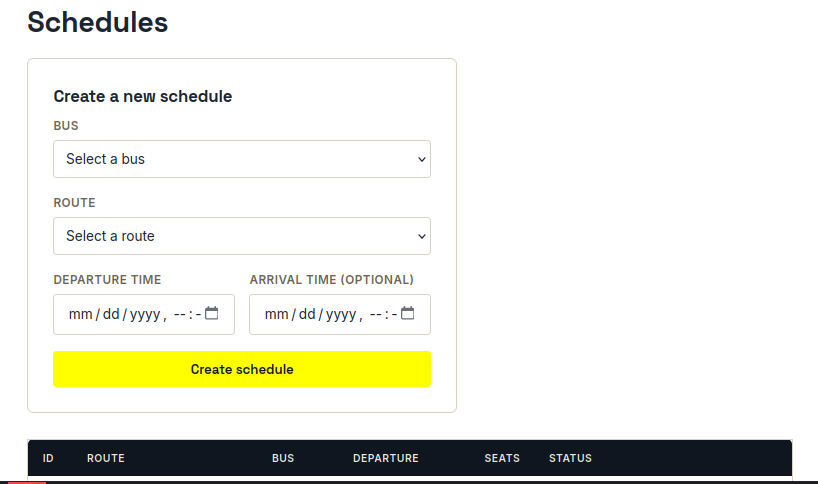 Schedules
Create a new schedule
BUS
Select a bus
ROUTE
Select a route
DEPARTURE TIME ARRIVAL TIME (OPTIONAL)
mm/dd/yyyy, --:- mm/dd/yyyy, --:-
Create schedule
ID ROUTE BUS DEPARTURE SEATS STATUS